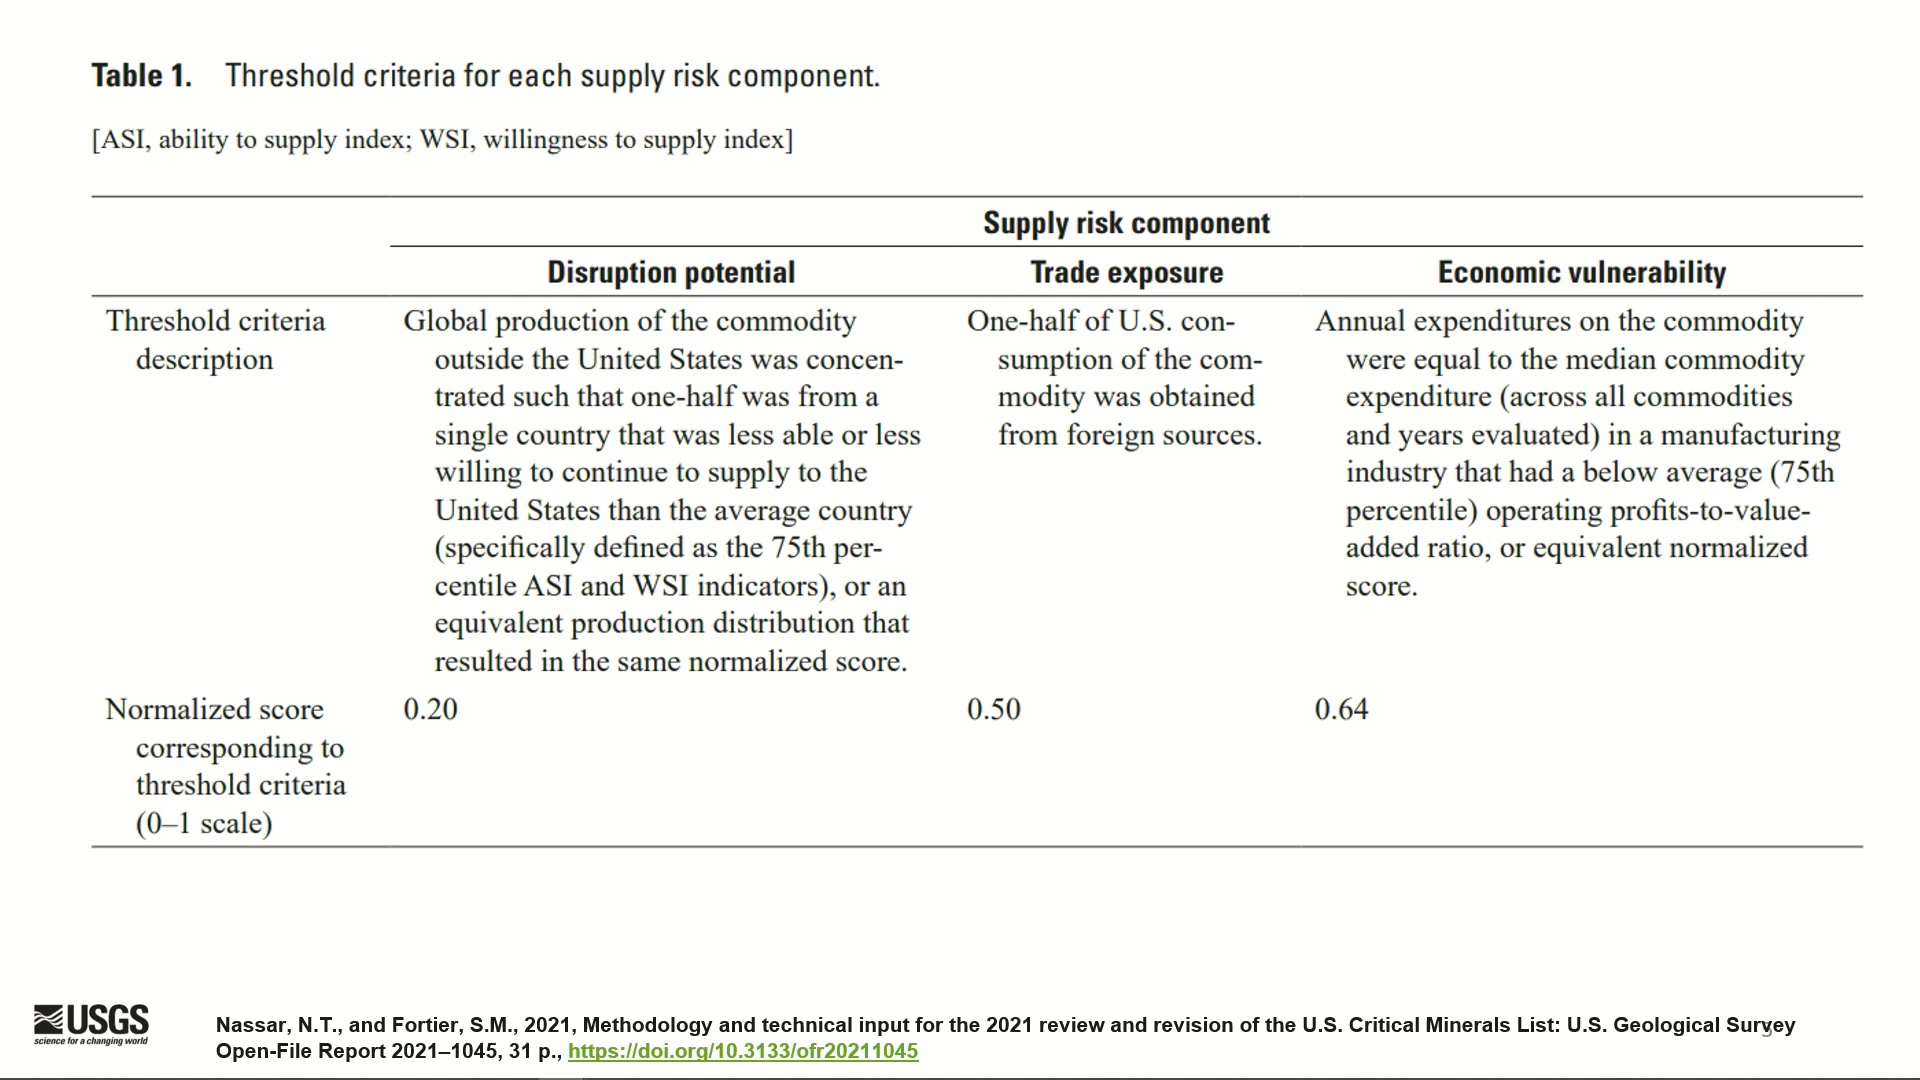 Table 1. Threshold criteria for each supply risk component.
[ASI, ability to supply index; WSI, willingness to supply index]
Supply risk component
Disruption potential
Trade exposure
Economic vulnerability
Threshold criteria
description
Global production of the commodity
outside the United States was concen-
trated such that one-half was from a
single country that was less able or less
willing to continue to supply to the
United States than the average country
(specifically defined as the 75th per-
centile ASI and WSI indicators), or an
equivalent production distribution that
resulted in the same normalized score.
One-half of U.S. con-
sumption of the com-
modity was obtained
from foreign sources.
Annual expenditures on the commodity
were equal to the median commodity
expenditure (across all commodities
and years evaluated) in a manufacturing
industry that had a below average (75th
percentile) operating profits-to-value-
added ratio, or equivalent normalized
score.
Normalized score
corresponding to
threshold criteria
(0–1 scale)
0.20
0.50
0.64
USGS
science for a changing world
Nassar, N.T., and Fortier, S.M., 2021, Methodology and technical input for the 2021 review and revision of the U.S. Critical Minerals List: U.S. Geological Survey
Open-File Report 2021–1045, 31 p., https://doi.org/10.3133/ofr20211045